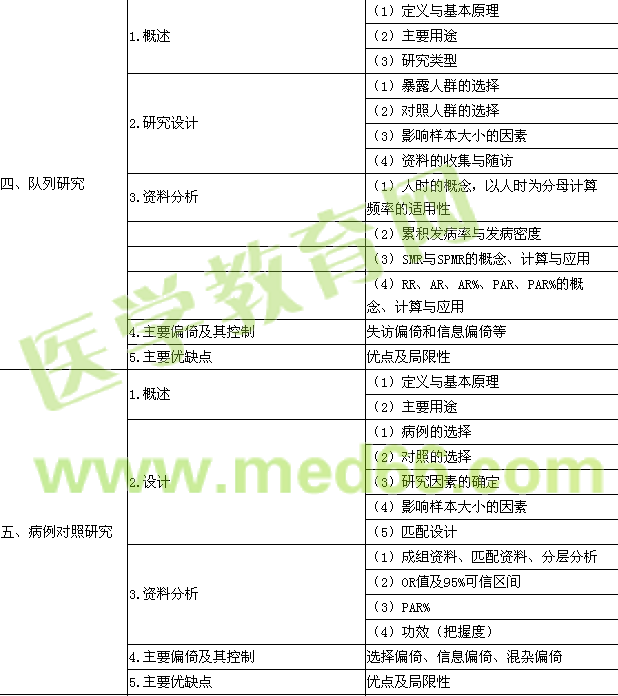 四、队列研究
1.概述
（1）定义与基本原理
（2）主要用途
（3）研究类型
2.研究设计
（1）暴露人群的选择
（2）对照人群的选择
（3）影响样本大小的因素
（4）资料的收集与随访
3.资料分析
（1）人时的概念，以人时为分母计算
频率的适用性
（2）累积发病率与发病密度
（3）SMR与SPMR的概念、计算与应用
（4）RR、AR、AR%、PAR、PAR%的概
念、计算与应用
4.主要偏倚及其控制
失访偏倚和信息偏倚等
5.主要优缺点
优点及局限性
五、病例对照研究
1.概述
（1）定义与基本原理
（2）主要用途
2.设计
（1）病例的选择
（2）对照的选择
（3）研究因素的确定
（4）影响样本大小的因素
（5）匹配设计
3.资料分析
（1）成组资料、匹配资料、分层分析
（2）OR值及95%可信区间
（3）PAR%
（4）功效（把握度）
4.主要偏倚及其控制
选择偏倚、信息偏倚、混杂偏倚
5.主要优缺点
优点及局限性
医学教育网
www.med66.com